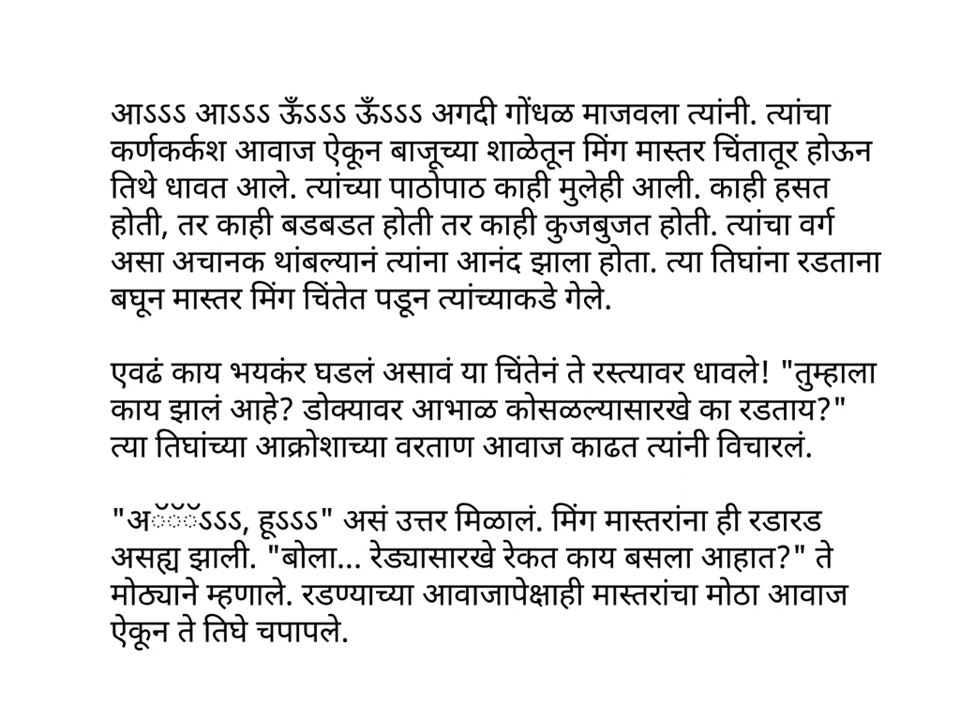 आऽऽऽ आऽऽऽ ऊँऽऽऽ ऊँऽऽऽ अगदी गोंधळ माजवला त्यांनी. त्यांचा
कर्णकर्कश आवाज ऐकून बाजूच्या शाळेतून मिंग मास्तर चिंतातूर होऊन
तिथे धावत आले. त्यांच्या पाठोपाठ काही मुलेही आली. काही हसत
होती, तर काही बडबडत होती तर काही कुजबुजत होती. त्यांचा वर्ग
असा अचानक थांबल्यानं त्यांना आनंद झाला होता. त्या तिघांना रडताना
बघून मास्तर मिंग चिंतेत पडून त्यांच्याकडे गेले.
एवढं काय भयकंर घडलं असावं या चिंतेनं ते रस्त्यावर धावले! "तुम्हाला
काय झालं आहे? डोक्यावर आभाळ कोसळल्यासारखे का रडताय?"
त्या तिघांच्या आक्रोशाच्या वरताण आवाज काढत त्यांनी विचारलं.
"अॅॅॅऽऽऽ, हूऽऽऽ" असं उत्तर मिळालं. मिंग मास्तरांना ही रडारड
असह्य झाली. "बोला... रेड्यासारखे रेकत काय बसला आहात?" ते
मोठ्याने म्हणाले. रडण्याच्या आवाजापेक्षाही मास्तरांचा मोठा आवाज
ऐकून ते तिघे चपापले.